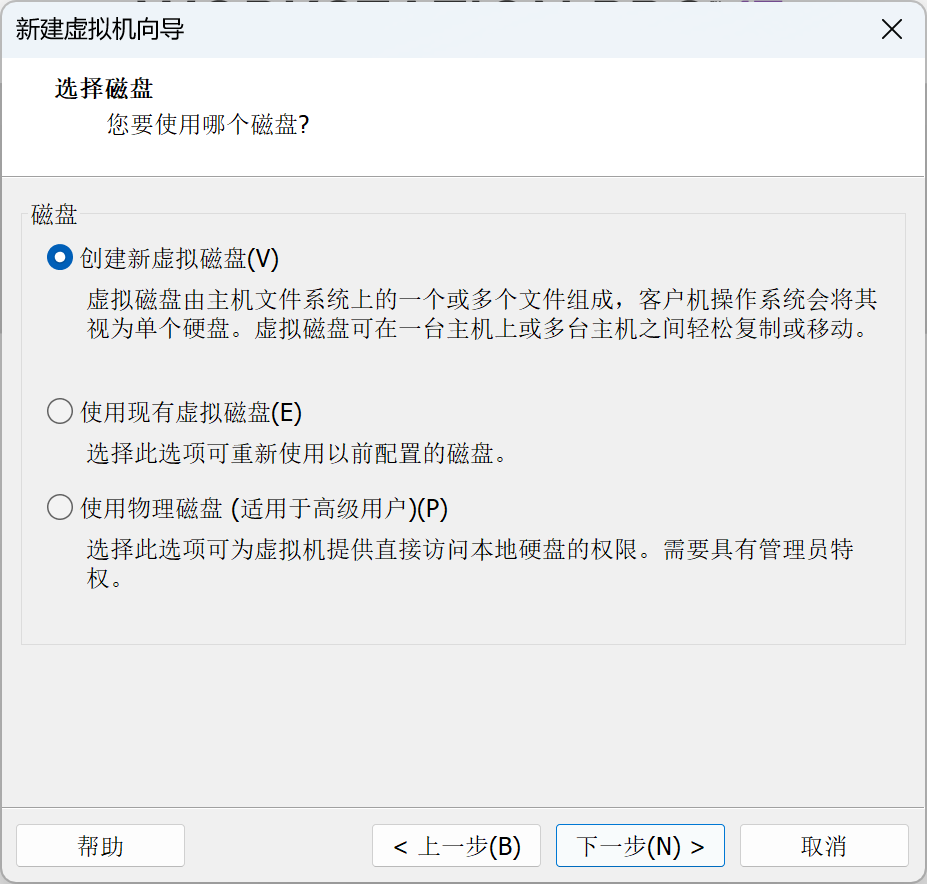 新建虚拟机向导
选择磁盘
您要使用哪个磁盘?
磁盘
创建新虚拟磁盘(V)
虚拟磁盘由主机文件系统上的一个或多个文件组成，客户机操作系统会将其
视为单个硬盘。虚拟磁盘可在一台主机上或多台主机之间轻松复制或移动。
使用现有虚拟磁盘(E)
选择此选项可重新使用以前配置的磁盘。
使用物理磁盘 (适用于高级用户)(P)
选择此选项可为虚拟机提供直接访问本地硬盘的权限。需要具有管理员特
权。
帮助
< 上一步(B)
下一步(N) >
取消